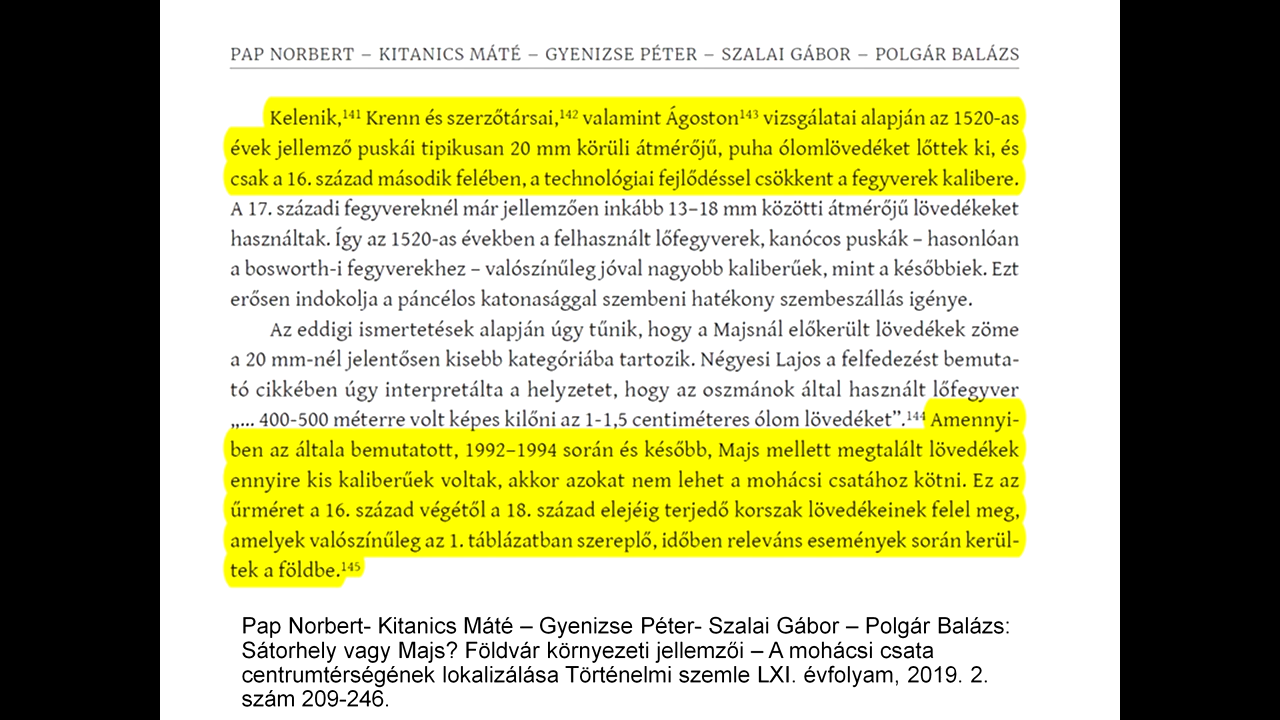 PAP NORBERT – KITANICS MÁTÉ – GYENIZSE PÉTER – SZALAI GÁBOR – POLGÁR BALÁZS
Kelenik,¹⁴¹ Krenn és szerzőtársai,¹⁴² valamint Ágoston¹⁴³ vizsgálatai alapján az 1520-as
évek jellemző puskái tipikusan 20 mm körüli átmérőjű, puha ólomlövedéket lőttek ki, és
csak a 16. század második felében, a technológiai fejlődéssel csökkent a fegyverek kalibere.
A 17. századi fegyvereknél már jellemzően inkább 13–18 mm közötti átmérőjű lövedékeket
használtak. Így az 1520-as években a felhasznált lőfegyverek, kanócos puskák – hasonlóan
a bosworth-i fegyverekhez – valószínűleg jóval nagyobb kaliberűek, mint a későbbiek. Ezt
erősen indokolja a páncélos katonasággal szembeni hatékony szembeszállás igénye.
Az eddigi ismertetések alapján úgy tűnik, hogy a Majsnál előkerült lövedékek zöme
a 20 mm-nél jelentősen kisebb kategóriába tartozik. Négyesi Lajos a felfedezést bemuta-
tó cikkében úgy interpretálta a helyzetet, hogy az oszmánok által használt lőfegyver
„... 400-500 méterre volt képes kilőni az 1-1,5 centiméteres ólom lövedéket”.¹⁴⁴ Amennyi-
ben az általa bemutatott, 1992–1994 során és később, Majs mellett megtalált lövedékek
ennyire kis kaliberűek voltak, akkor azokat nem lehet a mohácsi csatához kötni. Ez az
űrméret a 16. század végétől a 18. század elejéig terjedő korszak lövedékeinek felel meg,
amelyek valószínűleg az 1. táblázatban szereplő, időben releváns események során kerül-
tek a földbe.¹⁴⁵
Pap Norbert- Kitanics Máté – Gyenizse Péter- Szalai Gábor – Polgár Balázs:
Sátorhely vagy Majs? Földvár környezeti jellemzői – A mohácsi csata
centrumtérségének lokalizálása Történelmi szemle LXI. évfolyam, 2019. 2.
szám 209-246.